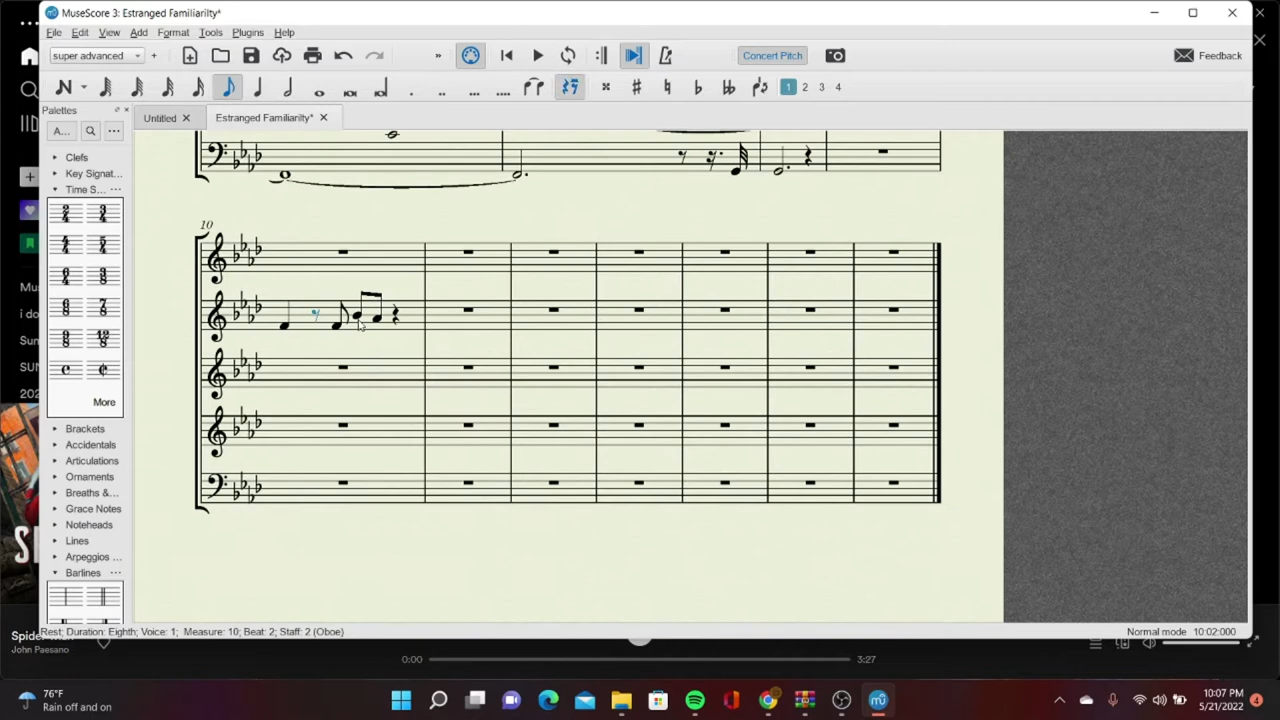 MuseScore 3: Estranged Familiarilty*
File Edit View Add Format Tools Plugins Help
super advanced + » Concert Pitch Feedback
N 1 2 3 4
Palettes
Untitled Estranged Familiarilty*
A...
Clefs
Key Signat...
Time S...
More
Brackets
Accidentals
Articulations
Ornaments
Breaths &...
Grace Notes
Noteheads
Lines
Arpeggios ...
Barlines
10
Rest; Duration: Eighth; Voice: 1; Measure: 10; Beat: 2; Staff: 2 (Oboe) Normal mode 10:02:000
John Paesano
0:00 3:27
76°F
Rain off and on
10:07 PM
5/21/2022
4